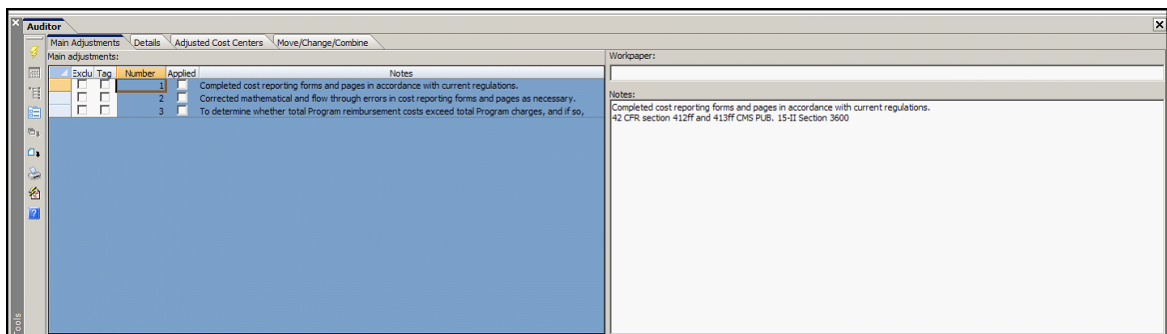 Auditor
Main Adjustments Details Adjusted Cost Centers Move/Change/Combine
Main adjustments:
Exclu Tag Number Applied Notes
1 Completed cost reporting forms and pages in accordance with current regulations.
2 Corrected mathematical and flow through errors in cost reporting forms and pages as necessary.
3 To determine whether total Program reimbursement costs exceed total Program charges, and if so,
Workpaper:
Notes:
Completed cost reporting forms and pages in accordance with current regulations.
42 CFR section 412ff and 413ff CMS PUB. 15-II Section 3600